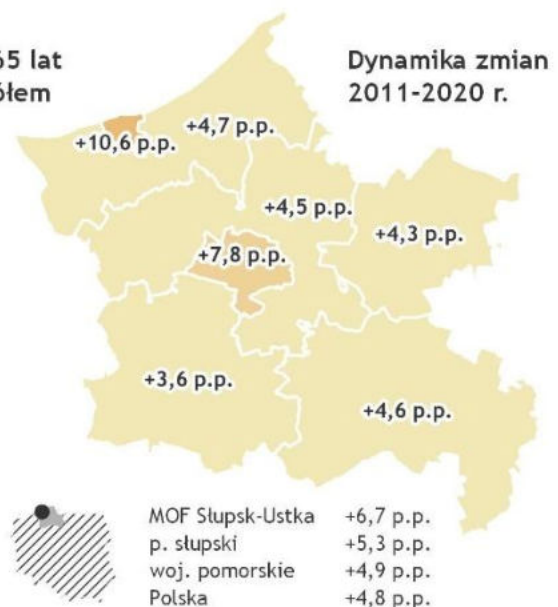 65 lat
ółem
Dynamika zmian
2011-2020 r.
+10,6 p.p.
+4,7 p.p.
+4,5 p.p.
+4,3 p.p.
+7,8 p.p.
+3,6 p.p.
+4,6 p.p.
MOF Słupsk-Ustka +6,7 p.p.
p. słupski +5,3 p.p.
woj. pomorskie +4,9 p.p.
Polska +4,8 p.p.